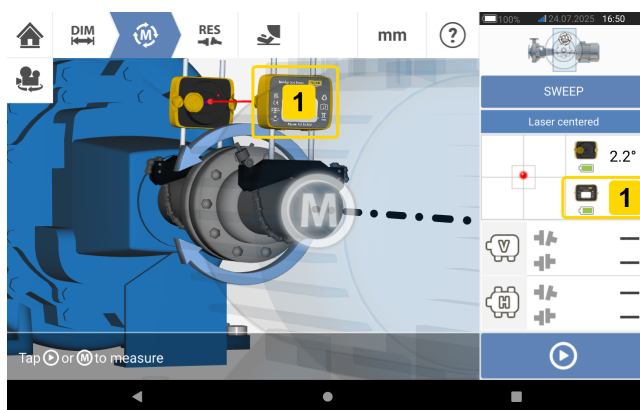 DIM
M
RES
mm
?
100%
24.07.2025
16:50
1
M
SWEEP
Laser centered
2.2°
1
V
H
Tap or M to measure